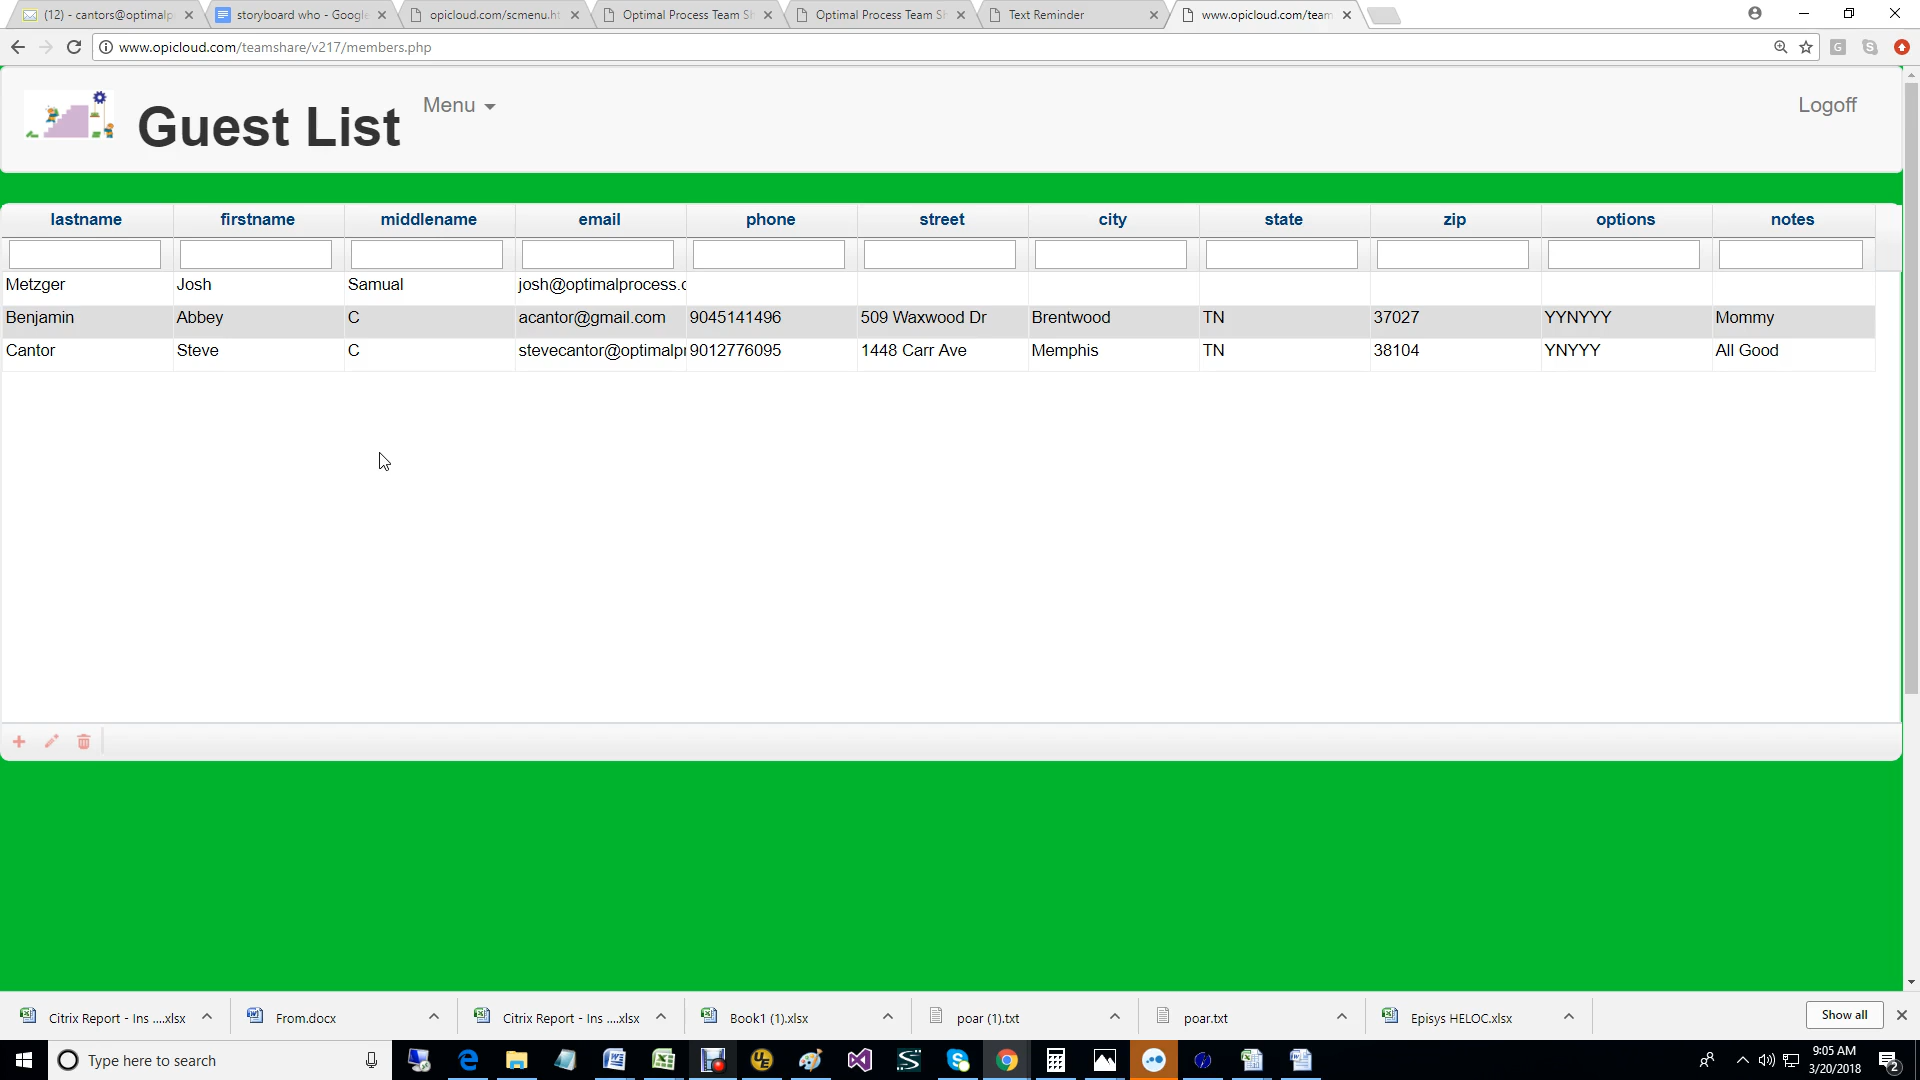 (12) - cantors@optimalp
storyboard who - Google
opicloud.com/scmenu.ht
Optimal Process Team Sh
Optimal Process Team Sh
Text Reminder
www.opicloud.com/team
www.opicloud.com/teamshare/v217/members.php
Guest List
Menu
Logoff
lastname firstname middlename email phone street city state zip options notes
Metzger Josh Samual josh@optimalprocess.c
Benjamin Abbey C acantor@gmail.com 9045141496 509 Waxwood Dr Brentwood TN 37027 YYNYYY Mommy
Cantor Steve C stevecantor@optimalpr 9012776095 1448 Carr Ave Memphis TN 38104 YNYYY All Good
Citrix Report - Ins ....xlsx
From.docx
Citrix Report - Ins ....xlsx
Book1 (1).xlsx
poar (1).txt
poar.txt
Episys HELOC.xlsx
Show all
Type here to search
9:05 AM
3/20/2018
2